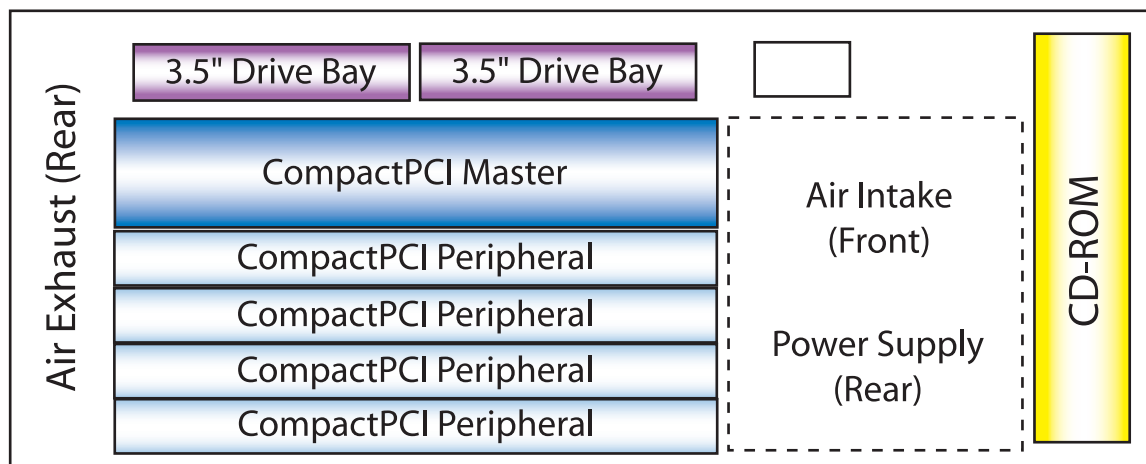 Air Exhaust (Rear)
3.5" Drive Bay
3.5" Drive Bay
CompactPCI Master
CompactPCI Peripheral
CompactPCI Peripheral
CompactPCI Peripheral
CompactPCI Peripheral
Air Intake
(Front)
Power Supply
(Rear)
CD-ROM